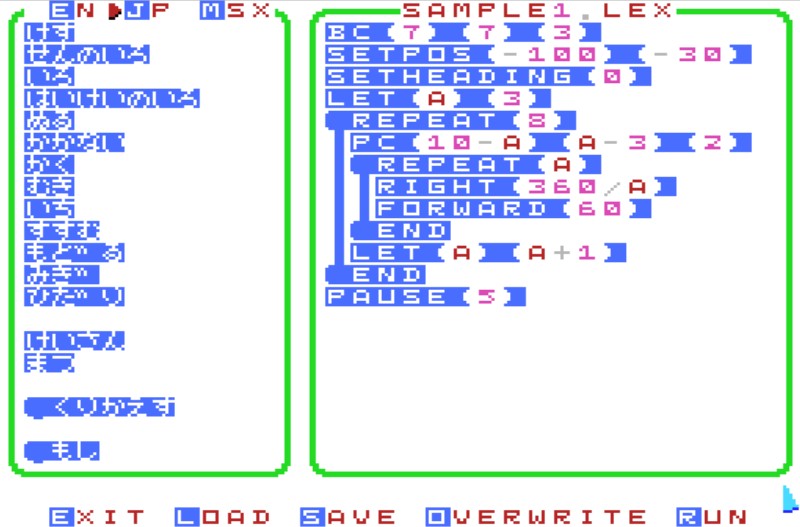 EN JP MSX
けす
せんのいろ
いろ
はいけいのいろ
ぬる
かかない
かく
むき
いち
すすむ
もどる
みぎ
ひだり
けいさん
まつ
くりかえす
もし
SAMPLE1.LEX
BC 7 7 3
SETPOS -100 -30
SETHEADING 0
LET A 3
REPEAT 8
PC 10-A A-3 2
REPEAT A
RIGHT 360/A
FORWARD 60
END
LET A A+1
END
PAUSE 5
EXIT LOAD SAVE OVERWRITE RUN